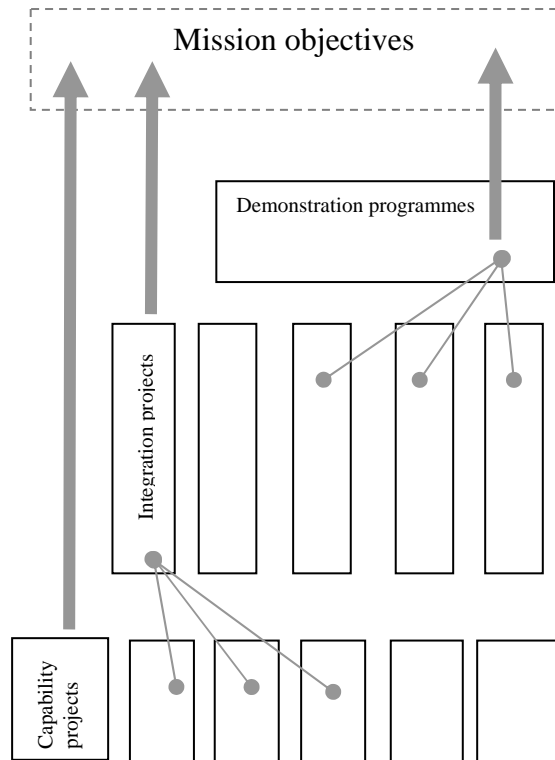 Mission objectives
Demonstration programmes
Integration projects
Capability
projects